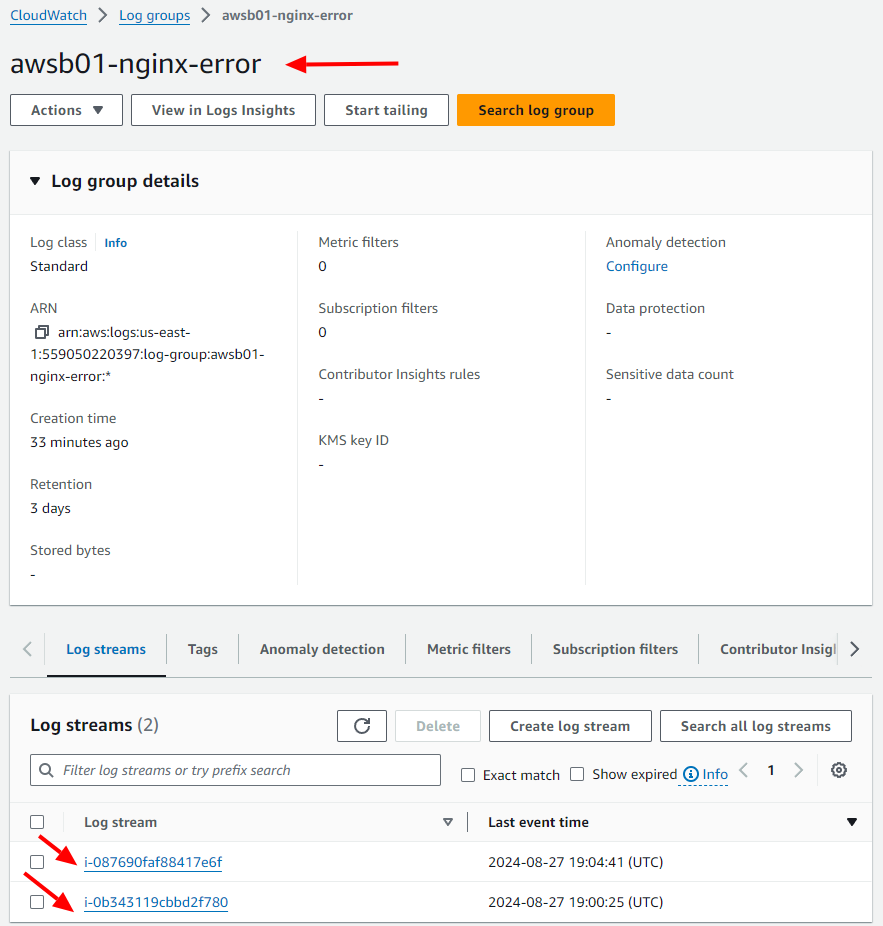 CloudWatch > Log groups > awsb01-nginx-error
awsb01-nginx-error
Actions View in Logs Insights Start tailing Search log group
Log group details
Log class Info
Standard
ARN
arn:aws:logs:us-east-
1:559050220397:log-group:awsb01-
nginx-error:*
Creation time
33 minutes ago
Retention
3 days
Stored bytes
-
Metric filters
0
Subscription filters
0
Contributor Insights rules
-
KMS key ID
-
Anomaly detection
Configure
Data protection
-
Sensitive data count
-
Log streams Tags Anomaly detection Metric filters Subscription filters Contributor Insigl
Log streams (2) Delete Create log stream Search all log streams
Filter log streams or try prefix search Exact match Show expired Info 1
Log stream Last event time
i-087690faf88417e6f 2024-08-27 19:04:41 (UTC)
i-0b343119cbbd2f780 2024-08-27 19:00:25 (UTC)